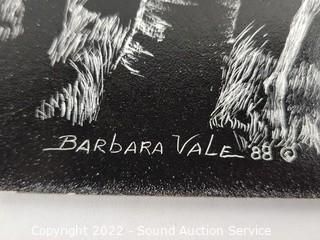 BARBARA VALE 88 ©
Copyright 2022 - Sound Auction Service